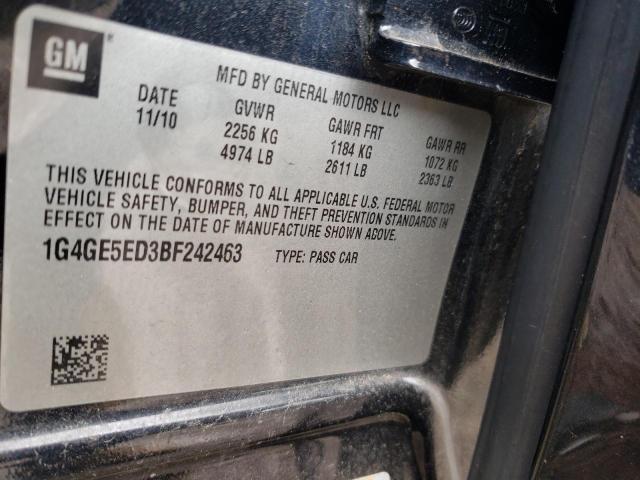 GM
MFD BY GENERAL MOTORS LLC
DATE GVWR GAWR FRT GAWR RR
11/10 2256 KG 1184 KG 1072 KG
4974 LB 2611 LB 2363 LB
THIS VEHICLE CONFORMS TO ALL APPLICABLE U.S. FEDERAL MOTOR
VEHICLE SAFETY, BUMPER, AND THEFT PREVENTION STANDARDS IN
EFFECT ON THE DATE OF MANUFACTURE SHOWN ABOVE.
1G4GE5ED3BF242463 TYPE: PASS CAR